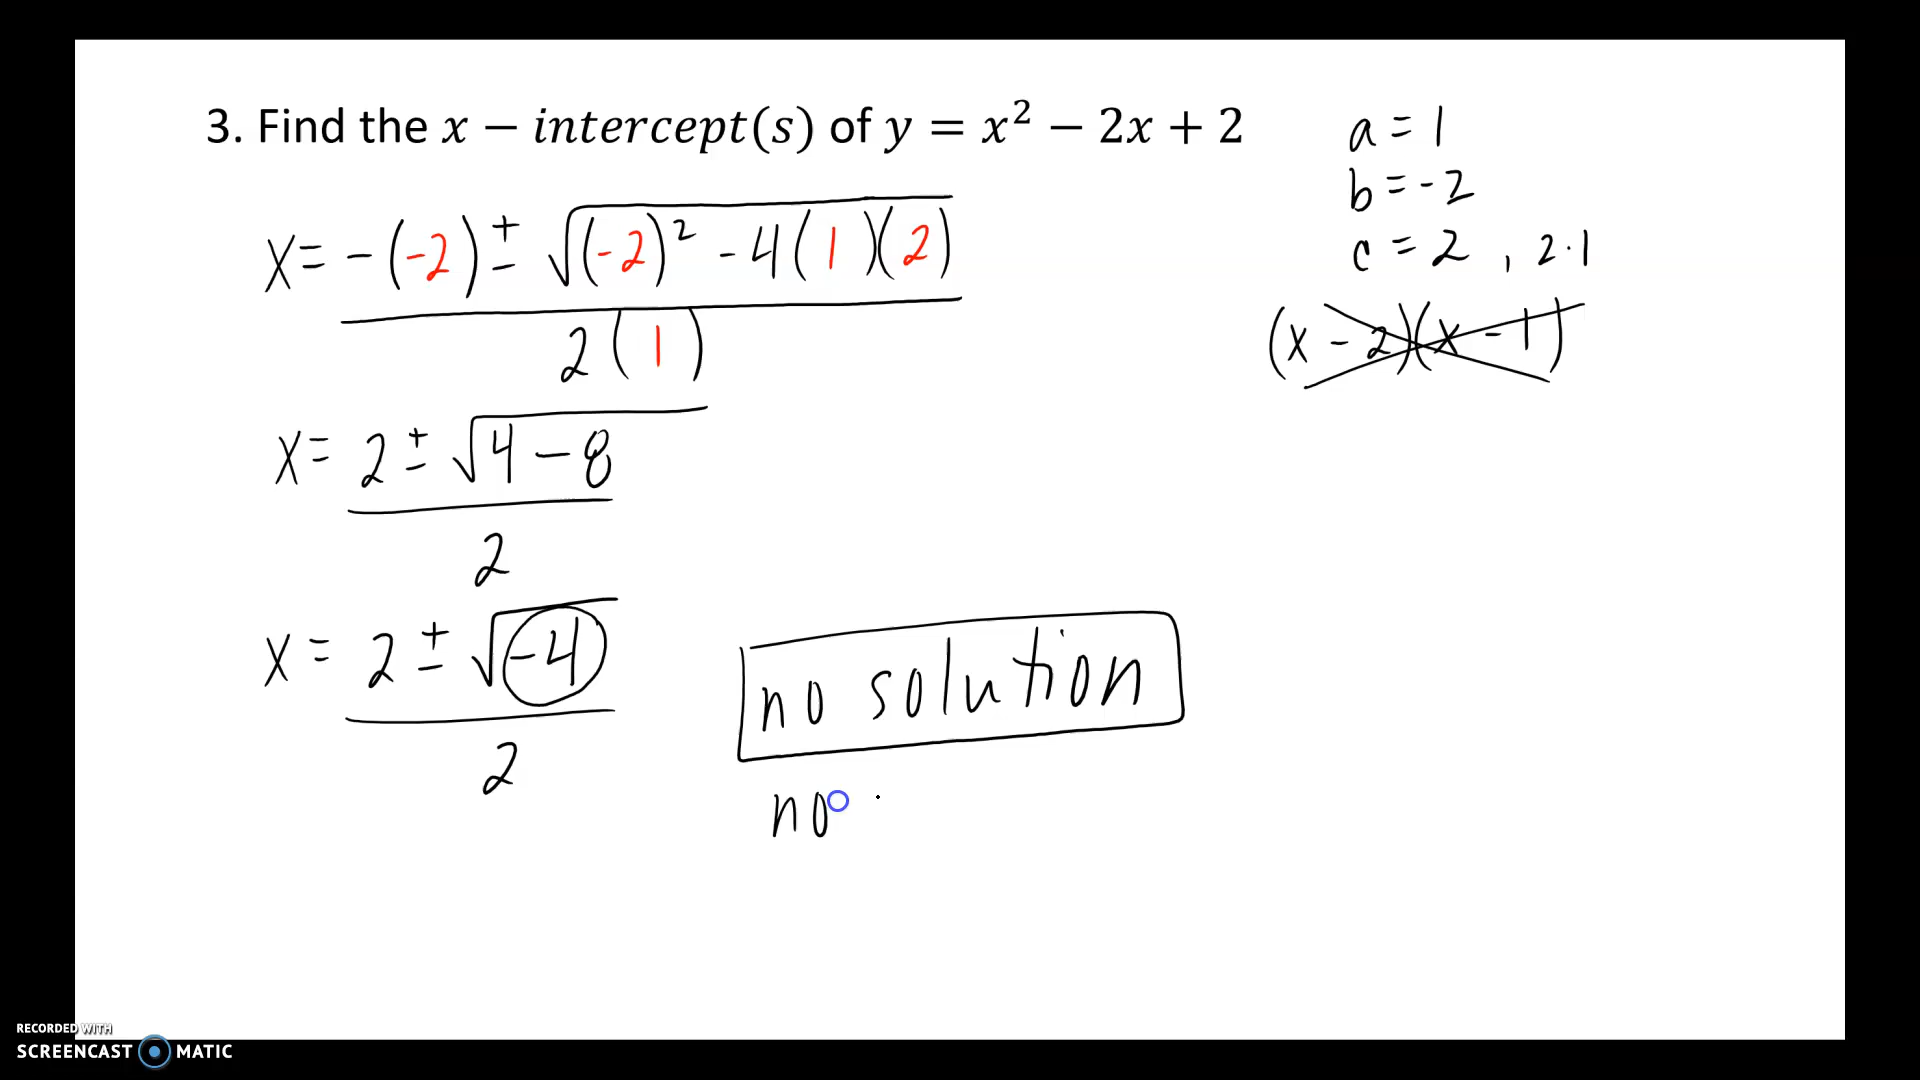 3. Find the x − intercept(s) of y = x² − 2x + 2
a = 1
b = -2
c = 2 , 2·1
(x - 2)(x - 1)
x = -(-2) ± √(-2)² - 4(1)(2)
2(1)
x = 2 ± √4 - 8
2
x = 2 ± √-4
2
no solution
no
RECORDED WITH
SCREENCAST MATIC